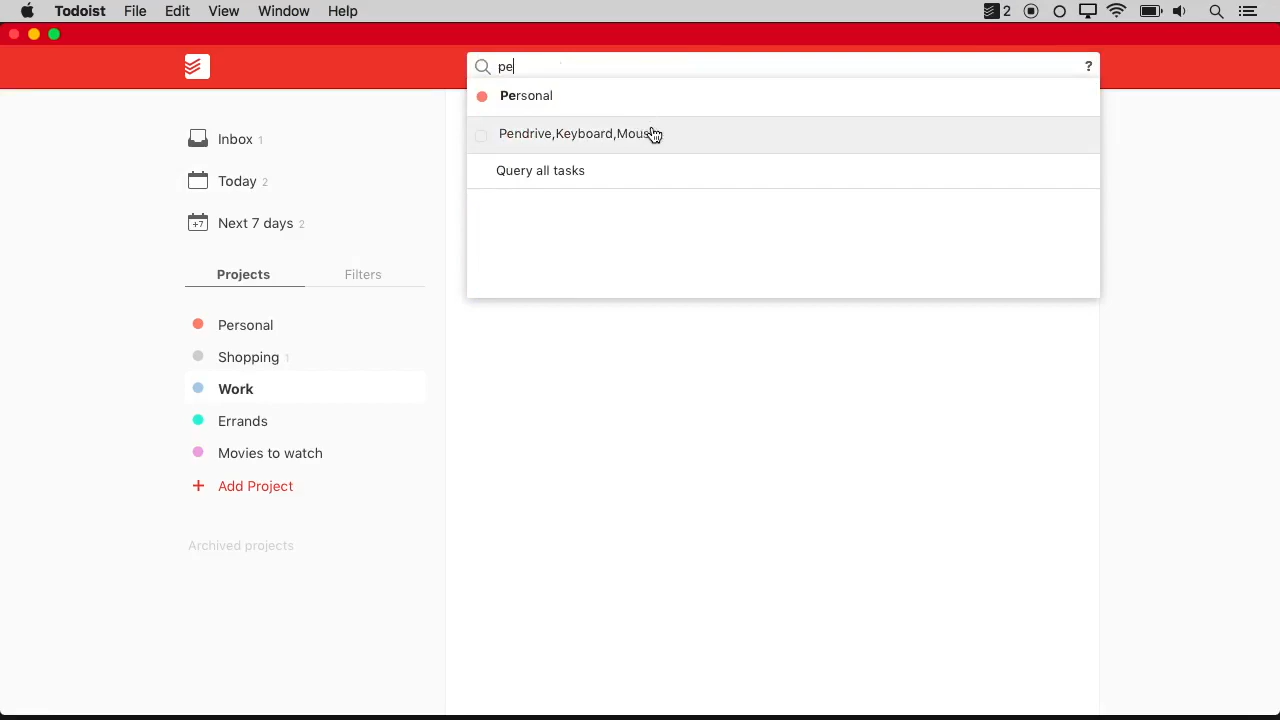 Todoist File Edit View Window Help 2
pe ?
Personal
Pendrive,Keyboard,Mous
Query all tasks
Inbox 1
Today 2
+7 Next 7 days 2
Projects Filters
Personal
Shopping 1
Work
Errands
Movies to watch
+ Add Project
Archived projects